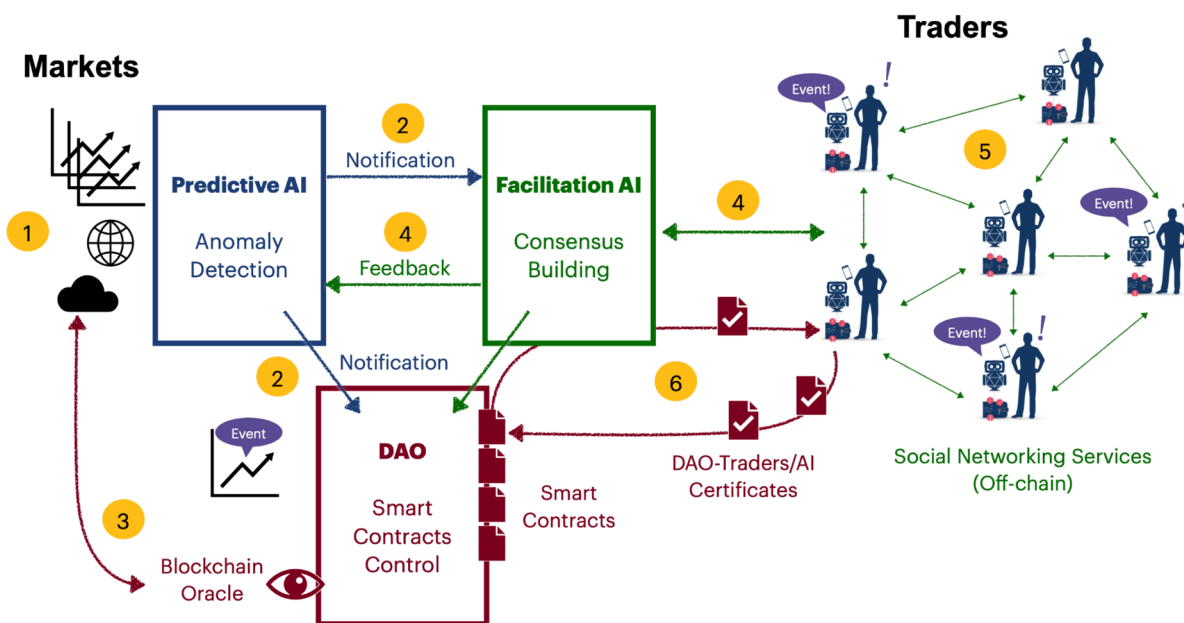 Markets
Traders
1
Predictive AI
Anomaly
Detection
2
Notification
4
Feedback
Facilitation AI
Consensus
Building
4
Event!
!
5
Event!
!
Event!
!
Social Networking Services
(Off-chain)
2
Notification
Event
3
Blockchain
Oracle
DAO
Smart
Contracts
Control
Smart
Contracts
6
DAO-Traders/AI
Certificates